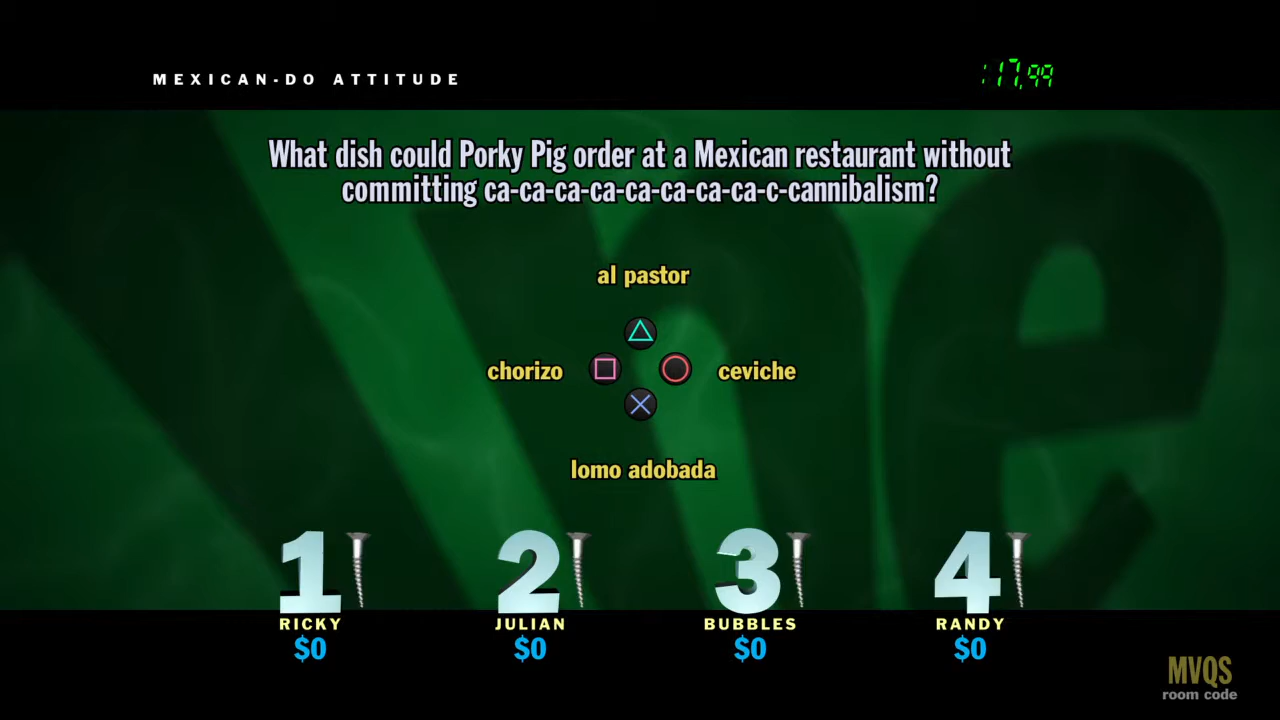 MEXICAN-DO ATTITUDE
:17.99
What dish could Porky Pig order at a Mexican restaurant without
committing ca-ca-ca-ca-ca-ca-ca-ca-c-cannibalism?
al pastor
chorizo
ceviche
lomo adobada
1
2
3
4
RICKY
JULIAN
BUBBLES
RANDY
$0
$0
$0
$0
MVQS
room code